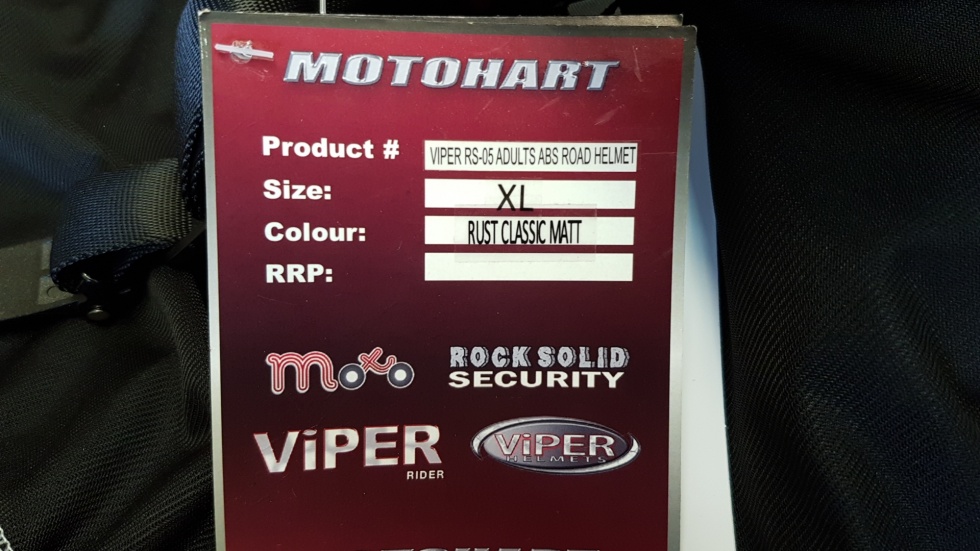 MOTOHART
Product # VIPER RS-05 ADULTS ABS ROAD HELMET
Size: XL
Colour: RUST CLASSIC MATT
RRP:
moto ROCK SOLID
SECURITY
ViPER ViPER
RIDER HELMETS
MOTOHART